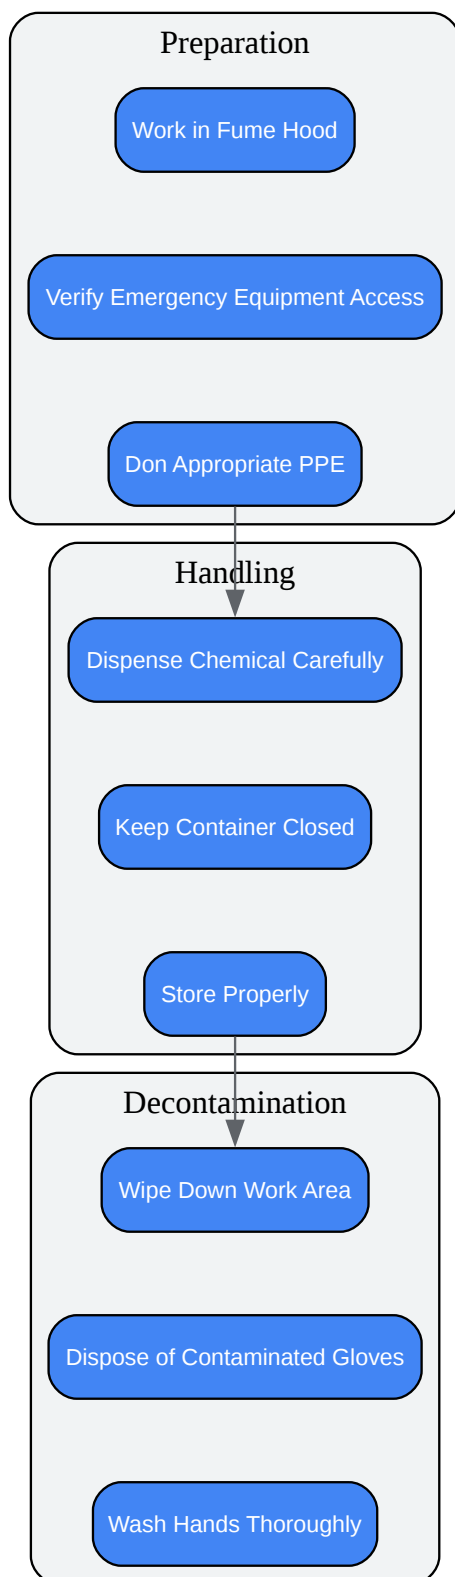 Preparation
Work in Fume Hood
Verify Emergency Equipment Access
Don Appropriate PPE
Handling
Dispense Chemical Carefully
Keep Container Closed
Store Properly
Decontamination
Wipe Down Work Area
Dispose of Contaminated Gloves
Wash Hands Thoroughly